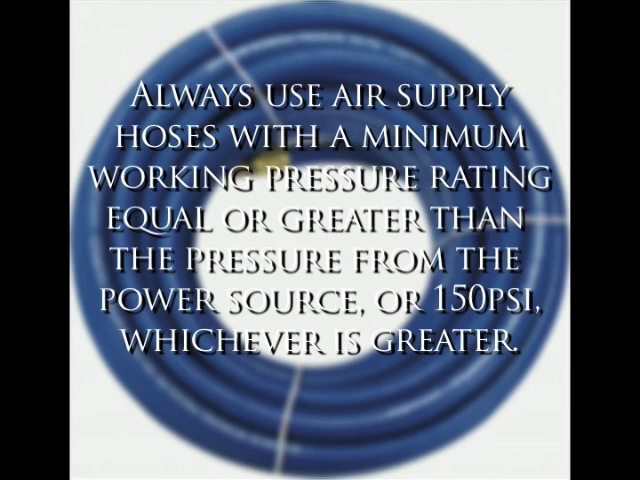 Always use air supply
hoses with a minimum
working pressure rating
equal or greater than
the pressure from the
power source, or 150psi,
whichever is greater.